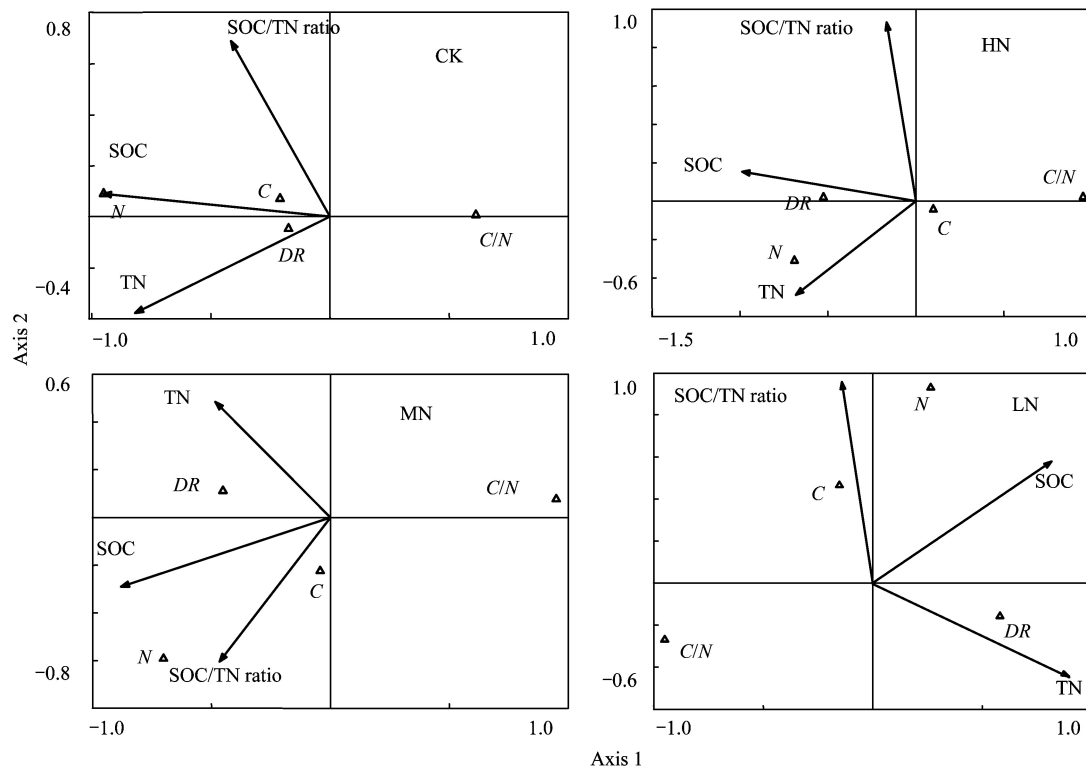 0.8
SOC/TN ratio
CK
SOC
C
N
C/N
DR
TN
−0.4
−1.0
1.0
1.0
SOC/TN ratio
HN
SOC
C/N
DR
C
N
TN
−0.6
−1.5
1.0
Axis 2
0.6
TN
MN
DR
C/N
SOC
C
N
SOC/TN ratio
−0.8
−1.0
1.0
1.0
SOC/TN ratio
N
LN
SOC
C
DR
C/N
TN
−0.6
−1.0
1.0
Axis 1